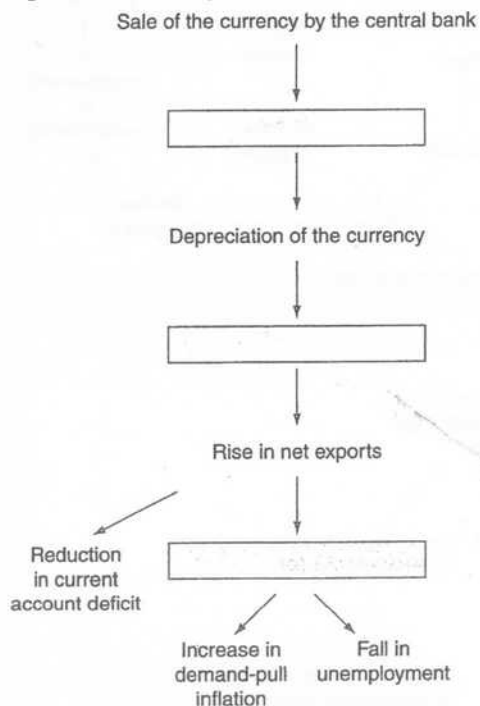 Sale of the currency by the central bank
Depreciation of the currency
Rise in net exports
Reduction
in current
account deficit
Increase in
demand-pull
inflation
Fall in
unemployment